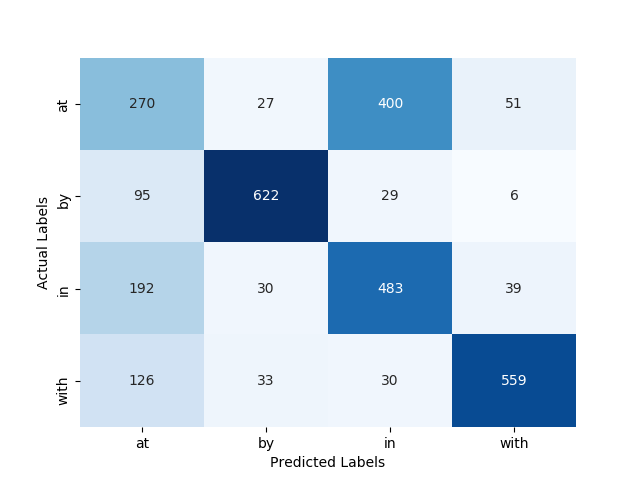 at 270 27 400 51
by 95 622 29 6
in 192 30 483 39
with 126 33 30 559
at by in with
Predicted Labels
Actual Labels